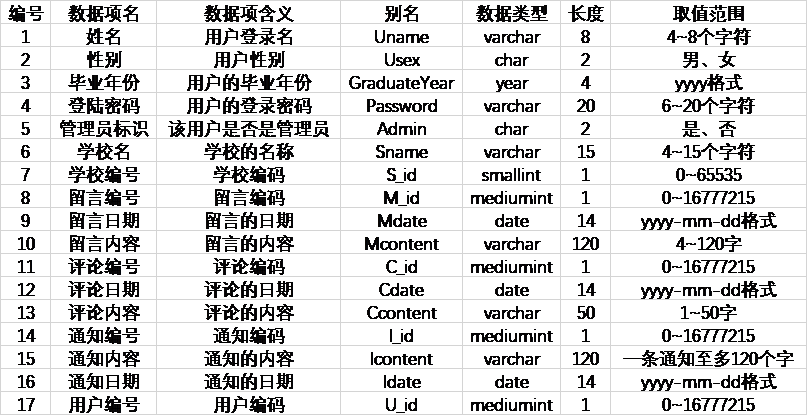 编号 数据项名 数据项含义 别名 数据类型 长度 取值范围
1 姓名 用户登录名 Uname varchar 8 4~8个字符
2 性别 用户性别 Usex char 2 男、女
3 毕业年份 用户的毕业年份 GraduateYear year 4 yyyy格式
4 登陆密码 用户的登录密码 Password varchar 20 6~20个字符
5 管理员标识 该用户是否是管理员 Admin char 2 是、否
6 学校名 学校的名称 Sname varchar 15 4~15个字符
7 学校编号 学校编码 S_id smallint 1 0~65535
8 留言编号 留言编码 M_id mediumint 1 0~16777215
9 留言日期 留言的日期 Mdate date 14 yyyy-mm-dd格式
10 留言内容 留言的内容 Mcontent varchar 120 4~120字
11 评论编号 评论编码 C_id mediumint 1 0~16777215
12 评论日期 评论的日期 Cdate date 14 yyyy-mm-dd格式
13 评论内容 评论的内容 Ccontent varchar 50 1~50字
14 通知编号 通知编码 I_id mediumint 1 0~16777215
15 通知内容 通知的内容 Icontent varchar 120 一条通知至多120个字
16 通知日期 通知的日期 Idate date 14 yyyy-mm-dd格式
17 用户编号 用户编码 U_id mediumint 1 0~16777215